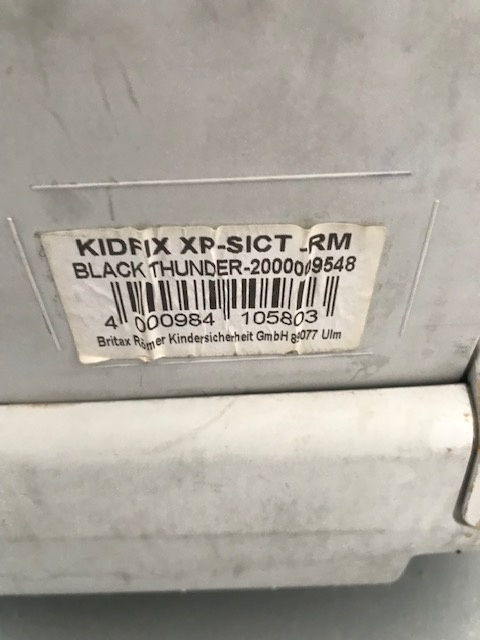 KIDFIX XP-SICT .RM
BLACK THUNDER-2000009548
4 000984 105803
Britax Römer Kindersicherheit GmbH 89077 Ulm